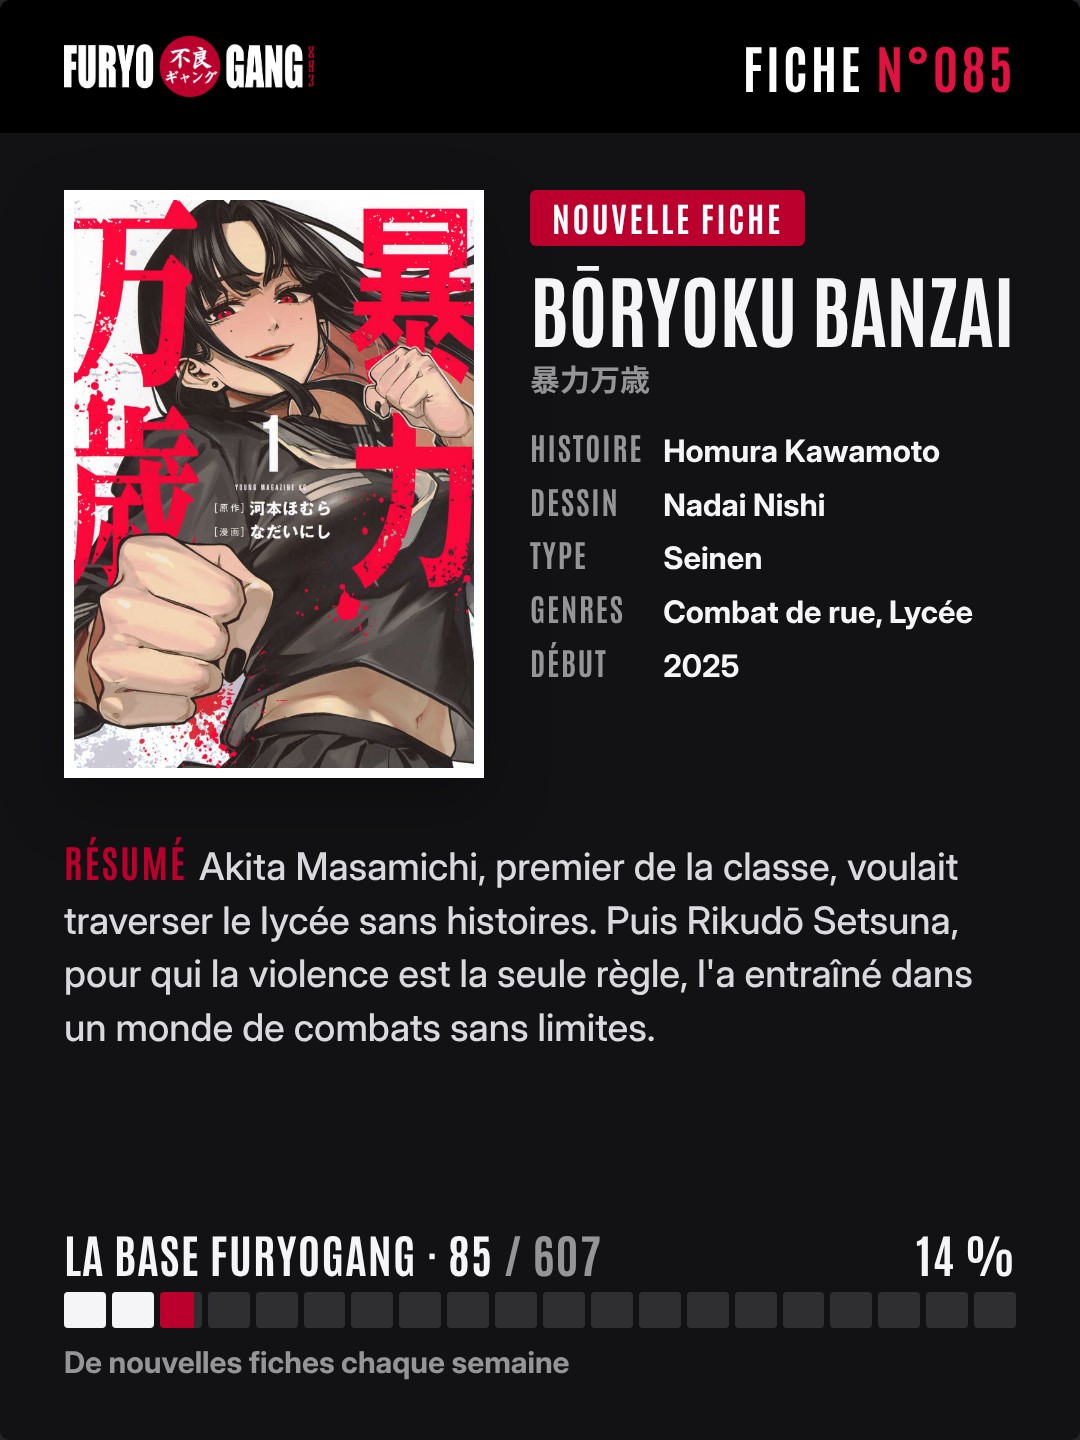 FURYO 不良 ギャング GANG 893
FICHE N°085
暴力
万歳
1
YOUNG MAGAZINE KC
[原作] 河本ほむら
[漫画] なだいにし
NOUVELLE FICHE
BŌRYOKU BANZAI
暴力万歳
HISTOIRE Homura Kawamoto
DESSIN Nadai Nishi
TYPE Seinen
GENRES Combat de rue, Lycée
DÉBUT 2025
RÉSUMÉ Akita Masamichi, premier de la classe, voulait
traverser le lycée sans histoires. Puis Rikudō Setsuna,
pour qui la violence est la seule règle, l'a entraîné dans
un monde de combats sans limites.
LA BASE FURYOGANG · 85 / 607
14 %
De nouvelles fiches chaque semaine